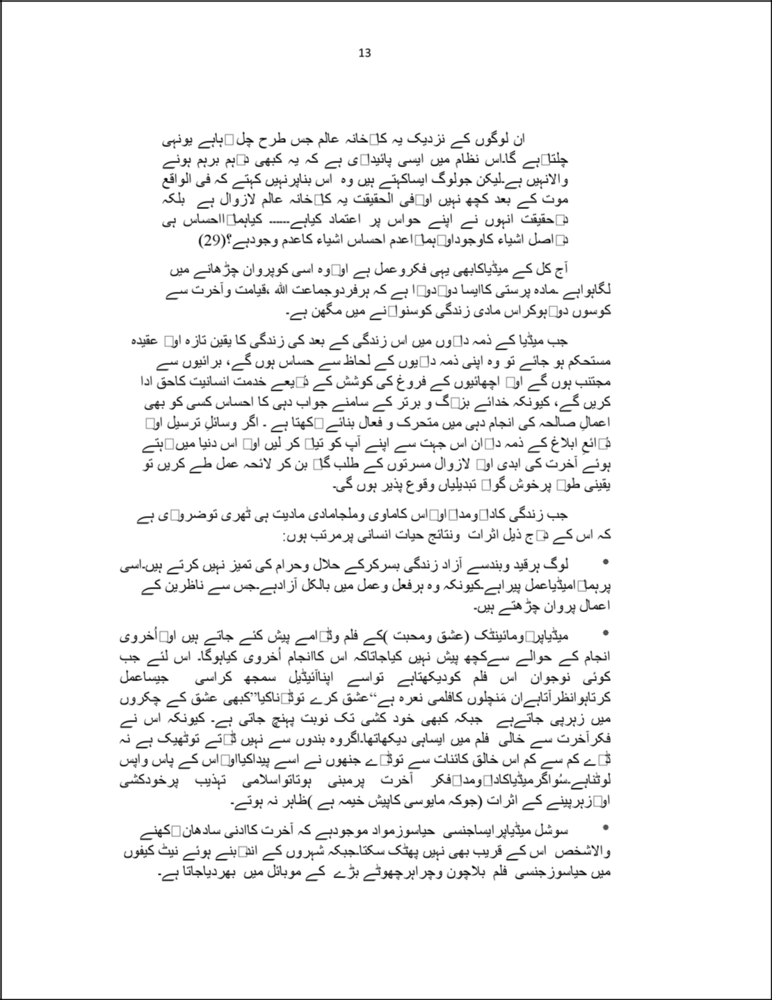 13
ان لوگوں کے نزدیک یہ کا□خانہ عالم جس طرح چل □ہاہے یونہی
چلتا□ہے گا۔اس نظام میں ایسی پائیدا□ی ہے کہ یہ کبھی د□ہم برہم ہونے
والانہیں ہے۔لیکن جولوگ ایساکہتے ہیں وہ اس بناپرنہیں کہتے کہ فی الواقع
موت کے بعد کچھ نہیں او□فی الحقیقت یہ کا□خانہ عالم لازوال ہے بلکہ
د□حقیقت انہوں نے اپنے حواس پر اعتماد کیاہے۔۔۔۔۔۔ کیاہما□ااحساس ہی
د□اصل اشیاء کاوجوداو□ہما□اعدم احساس اشیاء کاعدم وجودہے؟(29)
آج کل کے میڈیاکابھی یہی فکروعمل ہے او□وہ اسی کوپروان چڑھانے میں
لگاہواہے ۔مادہ پرستی کاایسا دو□دو□ا ہے کہ ہرفردوجماعت اللہ ،قیامت وآخرت سے
کوسوں دو□ہوکراس مادی زندگی کوسنوا□نے میں مگھن ہے۔
جب میڈیا کے ذمہ دا□وں میں اس زندگی کے بعد کی زندگی کا یقین تازہ او□ عقیدہ
مستحکم ہو جائے تو وہ اپنی ذمہ دا□یوں کے لحاظ سے حساس ہوں گے، برائیوں سے
مجتنب ہوں گے او□ اچھائیوں کے فروغ کی کوشش کے ذ□یعے خدمت انسانیت کاحق ادا
کریں گے، کیونکہ خدائے بز□گ و برتر کے سامنے جواب دہی کا احساس کسی کو بھی
اعمالِ صالحہ کی انجام دہی میں متحرک و فعال بنائے □کھتا ہے ۔ اگر وسائلِ ترسیل او□
ذ□ائعِ ابلاغ کے ذمہ دا□ان اس جہت سے اپنے آپ کو تیا□ کر لیں او□ اس دنیا میں □ہتے
ہوئے آخرت کی ابدی او□ لازوال مسرتوں کے طلب گا□ بن کر لائحہ عمل طے کریں تو
یقینی طو□ پرخوش گوا□ تبدیلیاں وقوع پذیر ہوں گی۔
جب زندگی کادا□ومدا□او□اس کاماوی وملجامادی مادیت ہی ٹھری توضرو□ی ہے
کہ اس کے د□ج ذیل اثرات ونتائج حیات انسانی پرمرتب ہوں:
* لوگ ہرقید وبندسے آزاد زندگی بسرکرکے حلال وحرام کی تمیز نہیں کرتے ہیں۔اسی
پرہما□امیڈیاعمل پیراہے۔کیونکہ وہ ہرفعل وعمل میں بالکل آزادہے۔جس سے ناظرین کے
اعمال پروان چڑھتے ہیں۔
* میڈیاپر□ومائینٹک (عشق ومحبت )کے فلم وڈ□امے پیش کئے جاتے ہیں او□اُخروی
انجام کے حوالے سےکچھ پیش نہیں کیاجاتاکہ اس کاانجام اُخروی کیاہوگا۔ اس لئے جب
کوئی نوجوان اس فلم کودیکھتاہے تواسے اپناآئیڈیل سمجھ کراسی جیساعمل
کرتاہوانظرآتاہےان مَنچلوں کافلمی نعرہ ہے“عشق کرے توڈ□ناکیا”کبھی عشق کے چکروں
میں زہرپی جاتےہے جبکہ کبھی خود کشی تک نوبت پہنچ جاتی ہے۔ کیونکہ اس نے
فکرآخرت سے خالی فلم میں ایساہی دیکھاتھا۔اگروہ بندوں سے نہیں ڈ□تے توٹھیک ہے نہ
ڈ□ے کم سے کم اس خالق کائنات سے توڈ□ے جنھوں نے اسے پیداکیااو□اس کے پاس واپس
لوٹناہے۔سُواگرمیڈیاکادا□ومدا□فکر آخرت پرمبنی ہوتاتواسلامی تہذیب پرخودکشی
او□زہرپینے کے اثرات (جوکہ مایوسی کاپیش خیمہ ہے )ظاہر نہ ہوتے۔
* سوشل میڈیاپرایساجنسی حیاسوزمواد موجودہے کہ آخرت کاادنی سادھان□کھنے
والاشخص اس کے قریب بھی نہیں پھٹک سکتا۔جبکہ شہروں کے اند□بنے ہوئے نیٹ کیفوں
میں حیاسوزجنسی فلم بلاچون وچراہرچھوٹے بڑے کے موبائل میں بھردیاجاتا ہے۔